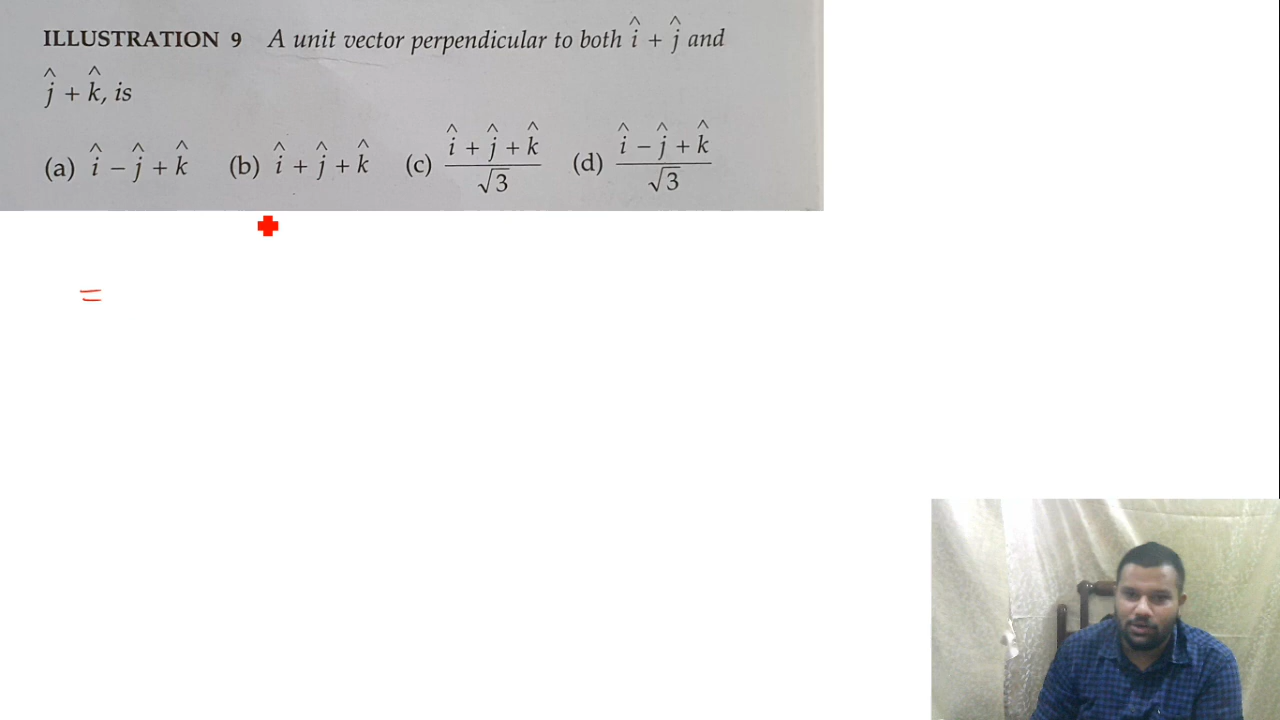 ILLUSTRATION 9 A unit vector perpendicular to both î + ĵ and
ĵ + k̂, is
(a) î − ĵ + k̂ (b) î + ĵ + k̂ (c) (î + ĵ + k̂)/√3 (d) (î − ĵ + k̂)/√3
=